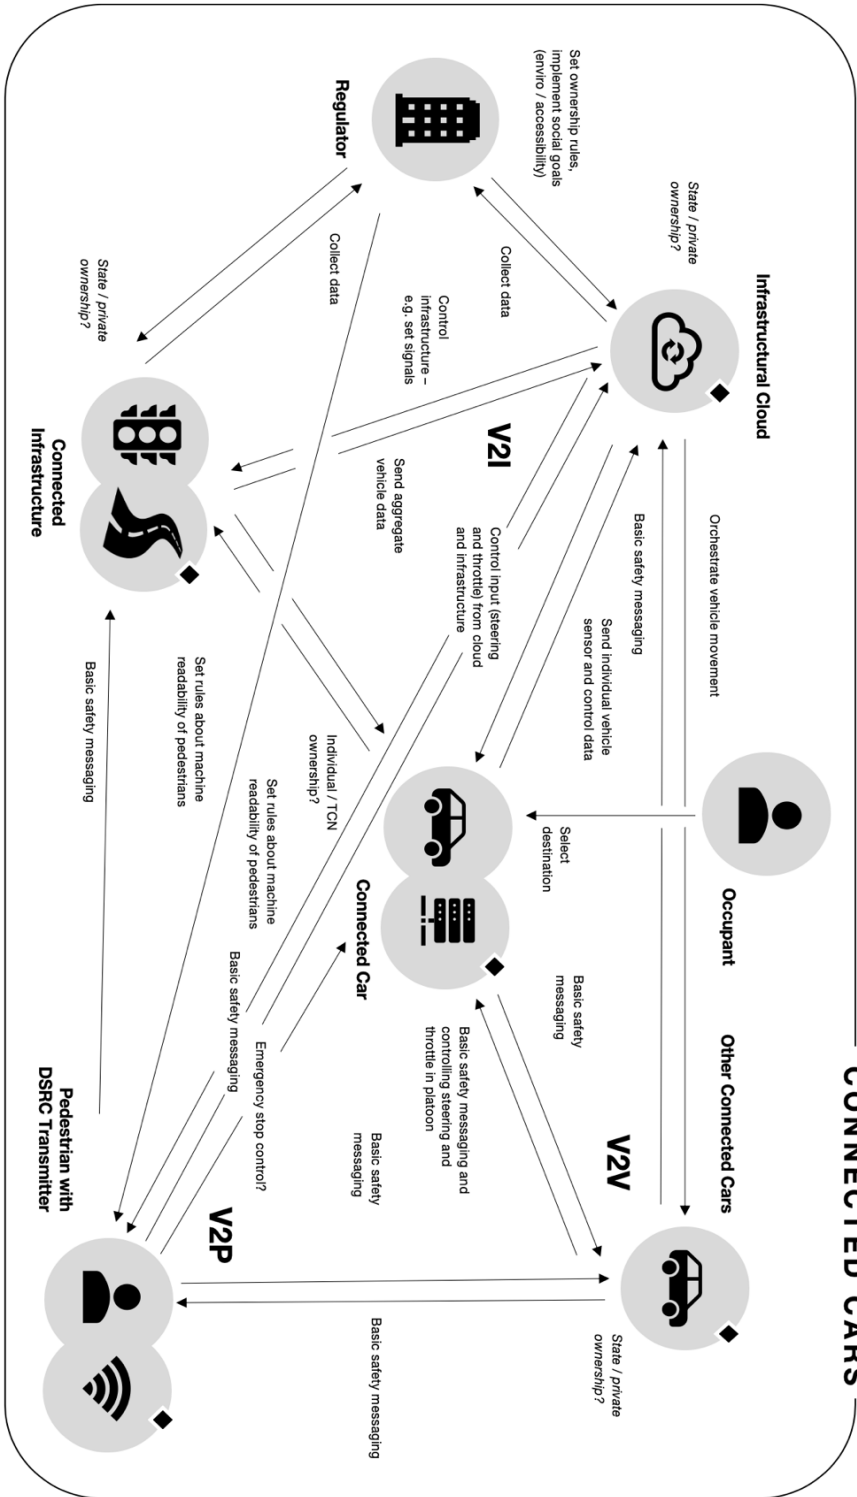 CONNECTED CARS
Infrastructural Cloud
State / private
ownership?
Set ownership rules,
implement social goals
(enviro / accessibility)
Regulator
Collect data
Collect data
State / private
ownership?
Control
infrastructure –
e.g. set signals
V2I
Send aggregate
vehicle data
Connected
Infrastructure
Orchestrate vehicle movement
Basic safety messaging
Send individual vehicle
sensor and control data
Control input (steering
and throttle) from cloud
and infrastructure
Occupant
Select
destination
Individual / TCN
ownership?
Connected Car
Set rules about machine
readability of pedestrians
Set rules about machine
readability of pedestrians
Basic safety messaging
Other Connected Cars
Basic safety
messaging
V2V
Basic safety messaging and
controlling steering and
throttle in platoon
Basic safety
messaging
Emergency stop control?
Basic safety messaging
V2P
Pedestrian with
DSRC Transmitter
State / private
ownership?
Basic safety messaging